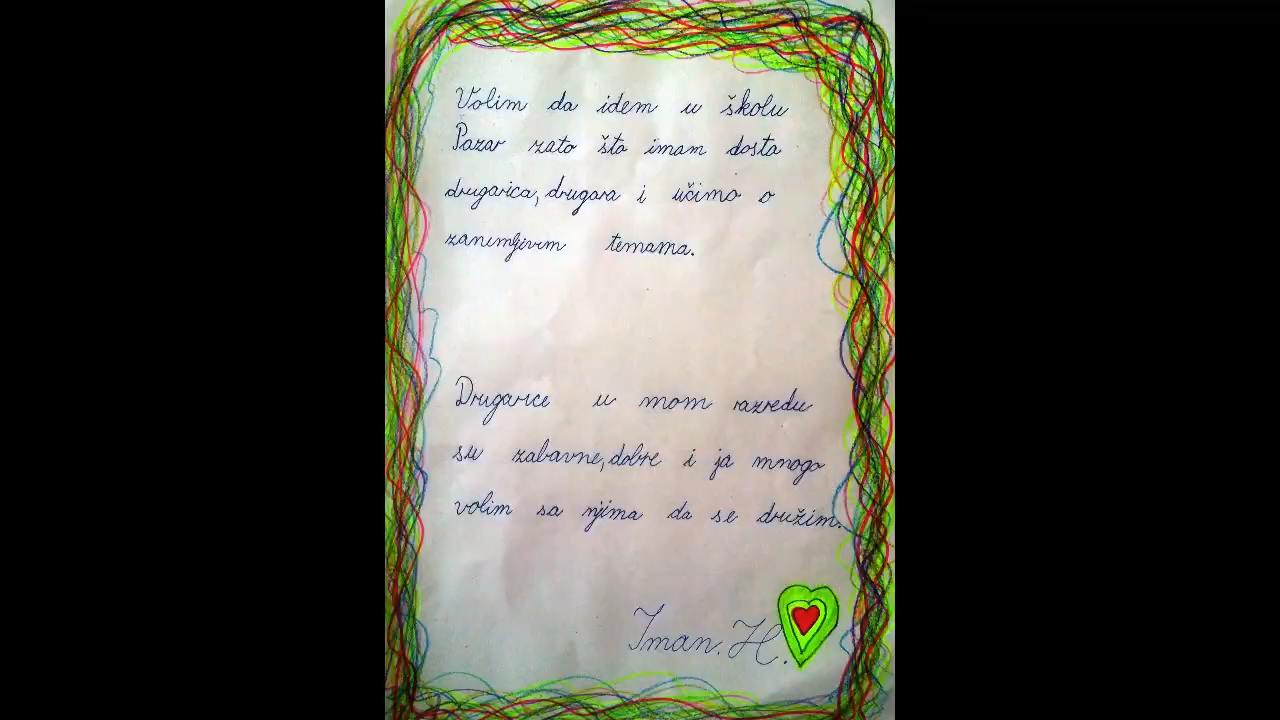 Volim da idem u školu
Pazar zato što imam dosta
drugarica, drugara i učimo o
zanimljivim temama.
Drugarice u mom razredu
su zabavne, dobre i ja mnogo
volim sa njima da se družim.
Iman. H.